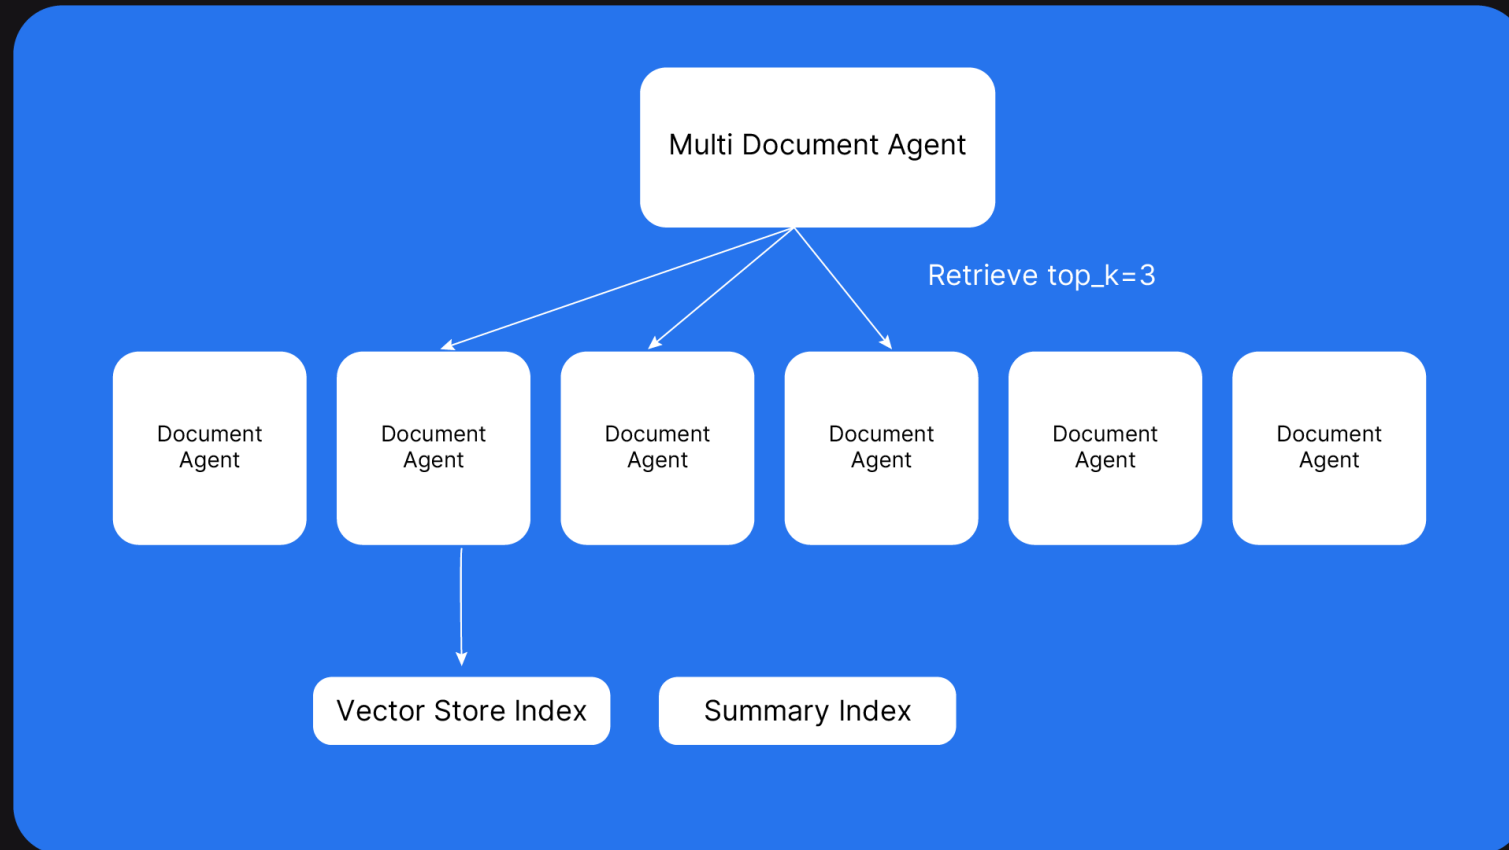 Multi Document Agent
Retrieve top_k=3
Document
Agent
Document
Agent
Document
Agent
Document
Agent
Document
Agent
Document
Agent
Vector Store Index
Summary Index